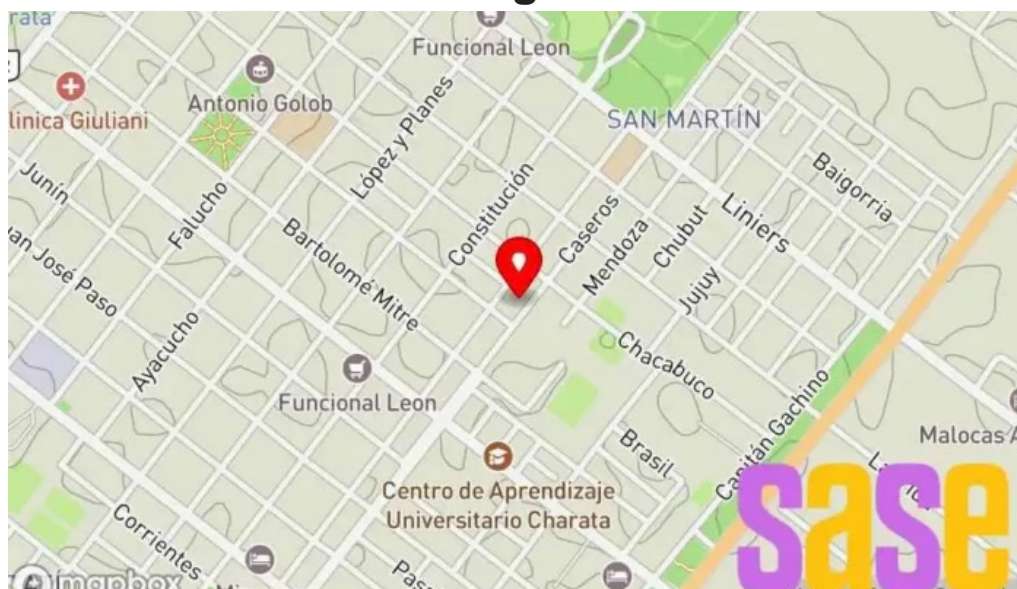 rata
Funcional Leon
Antonio Golob
linica Giuliani
López y Planes
SAN MARTÍN
Junín
Falucho
Constitución
Caseros
Baigorria
Liniers
Chubut
Mendoza
Jujuy
van José Paso
Bartolomé Mitre
Ayacucho
Chacabuco
Funcional Leon
Capitán Gachino
Malocas A
Brasil
Centro de Aprendizaje
Universitario Charata
Corrientes
sase
mapbox